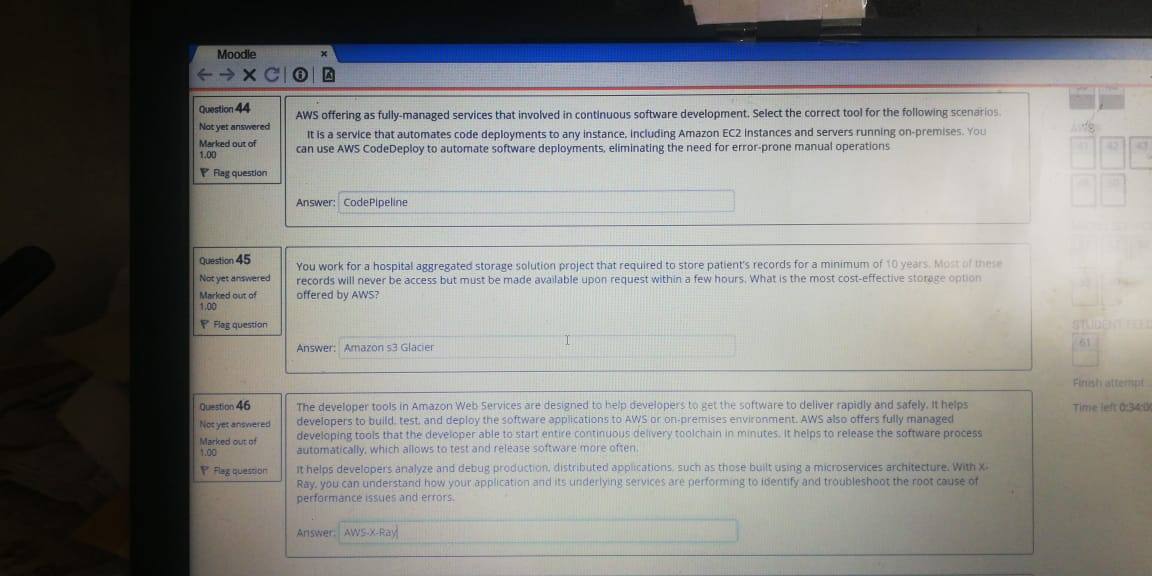 Moodle
Question 44
Not yet answered
Marked out of
1.00
Flag question
AWS offering as fully-managed services that involved in continuous software development. Select the correct tool for the following scenarios.
It is a service that automates code deployments to any instance, including Amazon EC2 Instances and servers running on-premises. You
can use AWS CodeDeploy to automate software deployments, eliminating the need for error-prone manual operations
Answer: CodePipeline
Question 45
Not yet answered
Marked out of
1.00
Flag question
You work for a hospital aggregated storage solution project that required to store patient's records for a minimum of 10 years. Most of these
records will never be access but must be made available upon request within a few hours. What is the most cost-effective storage option
offered by AWS?
Answer: Amazon s3 Glacier
Question 46
Not yet answered
Marked out of
1.00
Flag question
The developer tools in Amazon Web Services are designed to help developers to get the software to deliver rapidly and safely. It helps
developers to build, test, and deploy the software applications to AWS or on-premises environment. AWS also offers fully managed
developing tools that the developer able to start entire continuous delivery toolchain in minutes. It helps to release the software process
automatically, which allows to test and release software more often.
It helps developers analyze and debug production, distributed applications, such as those built using a microservices architecture. With X-
Ray, you can understand how your application and its underlying services are performing to identify and troubleshoot the root cause of
performance issues and errors.
Answer: AWS-X-Ray
AWS
41 42 43
STUDENT FEED
61
Finish attempt
Time left 0:34:0